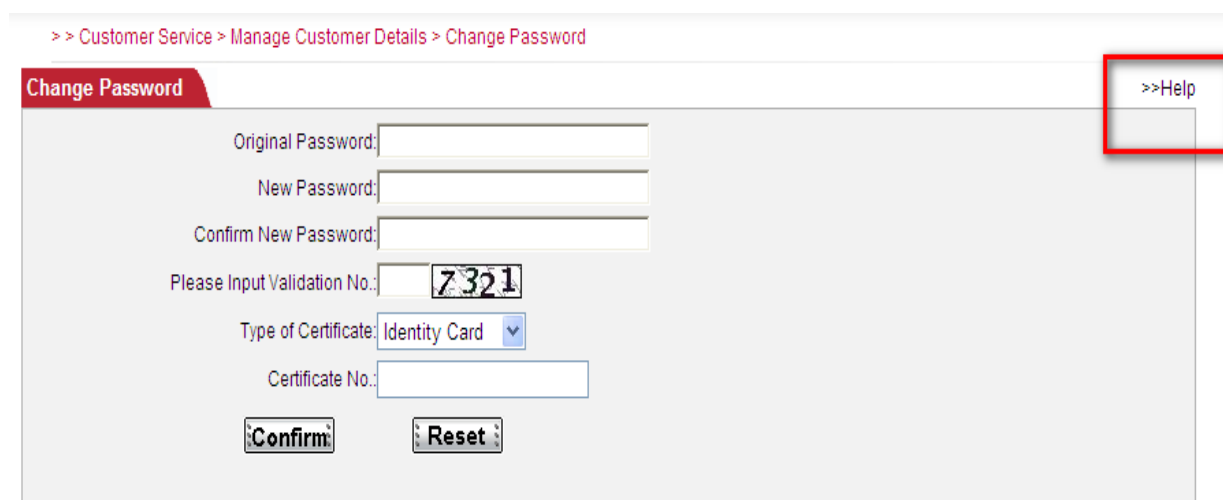 > > Customer Service > Manage Customer Details > Change Password
Change Password
>>Help
Original Password:
New Password:
Confirm New Password:
Please Input Validation No.: 7321
Type of Certificate: Identity Card
Certificate No.:
Confirm Reset